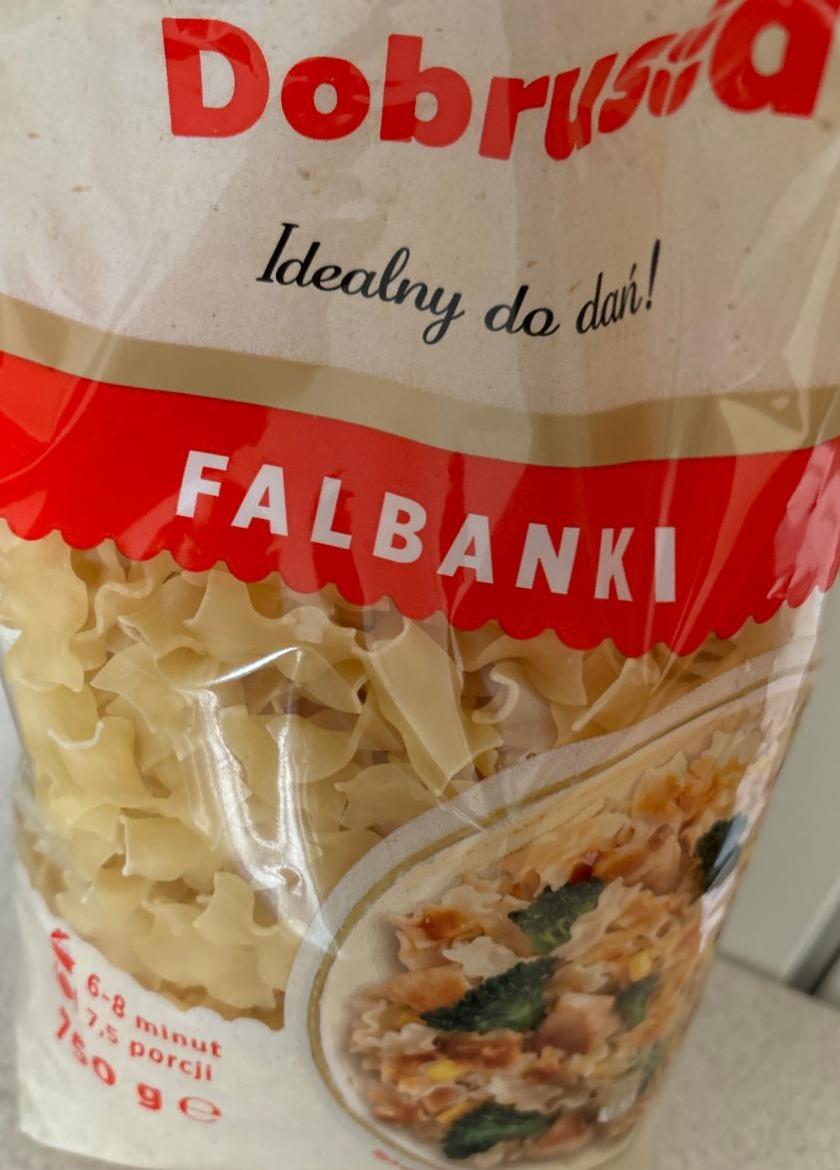 Dobrusia
Idealny do dań!
FALBANKI
6-8 minut
7,5 porcji
750 g ℮